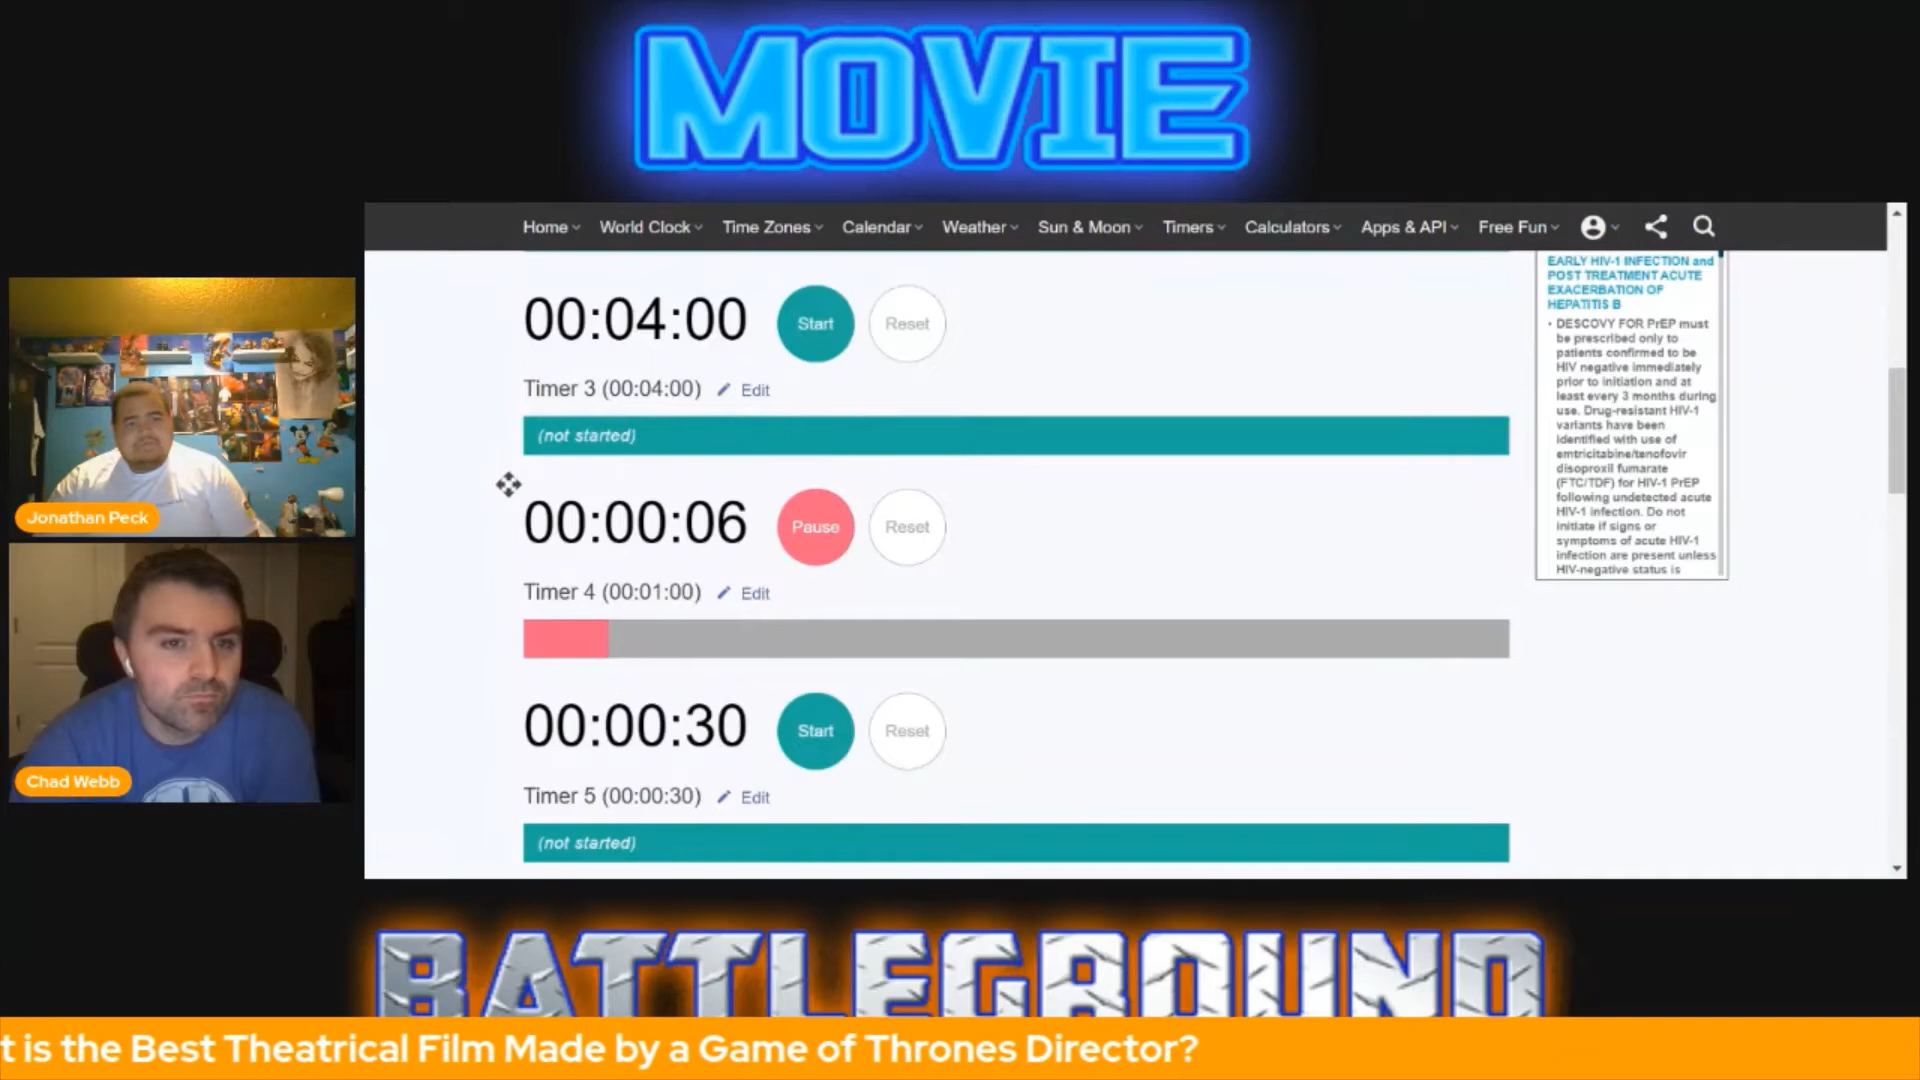 MOVIE
Home World Clock Time Zones Calendar Weather Sun & Moon Timers Calculators Apps & API Free Fun
00:04:00 Start Reset
Timer 3 (00:04:00) Edit
(not started)
00:00:06 Pause Reset
Timer 4 (00:01:00) Edit
00:00:30 Start Reset
Timer 5 (00:00:30) Edit
(not started)
EARLY HIV-1 INFECTION and
POST TREATMENT ACUTE
EXACERBATION OF
HEPATITIS B
• DESCOVY FOR PrEP must
be prescribed only to
patients confirmed to be
HIV negative immediately
prior to initiation and at
least every 3 months during
use. Drug-resistant HIV-1
variants have been
identified with use of
emtricitabine/tenofovir
disoproxil fumarate
(FTC/TDF) for HIV-1 PrEP
following undetected acute
HIV-1 infection. Do not
initiate if signs or
symptoms of acute HIV-1
infection are present unless
HIV-negative status is
Jonathan Peck
Chad Webb
BATTLEGROUND
t is the Best Theatrical Film Made by a Game of Thrones Director?